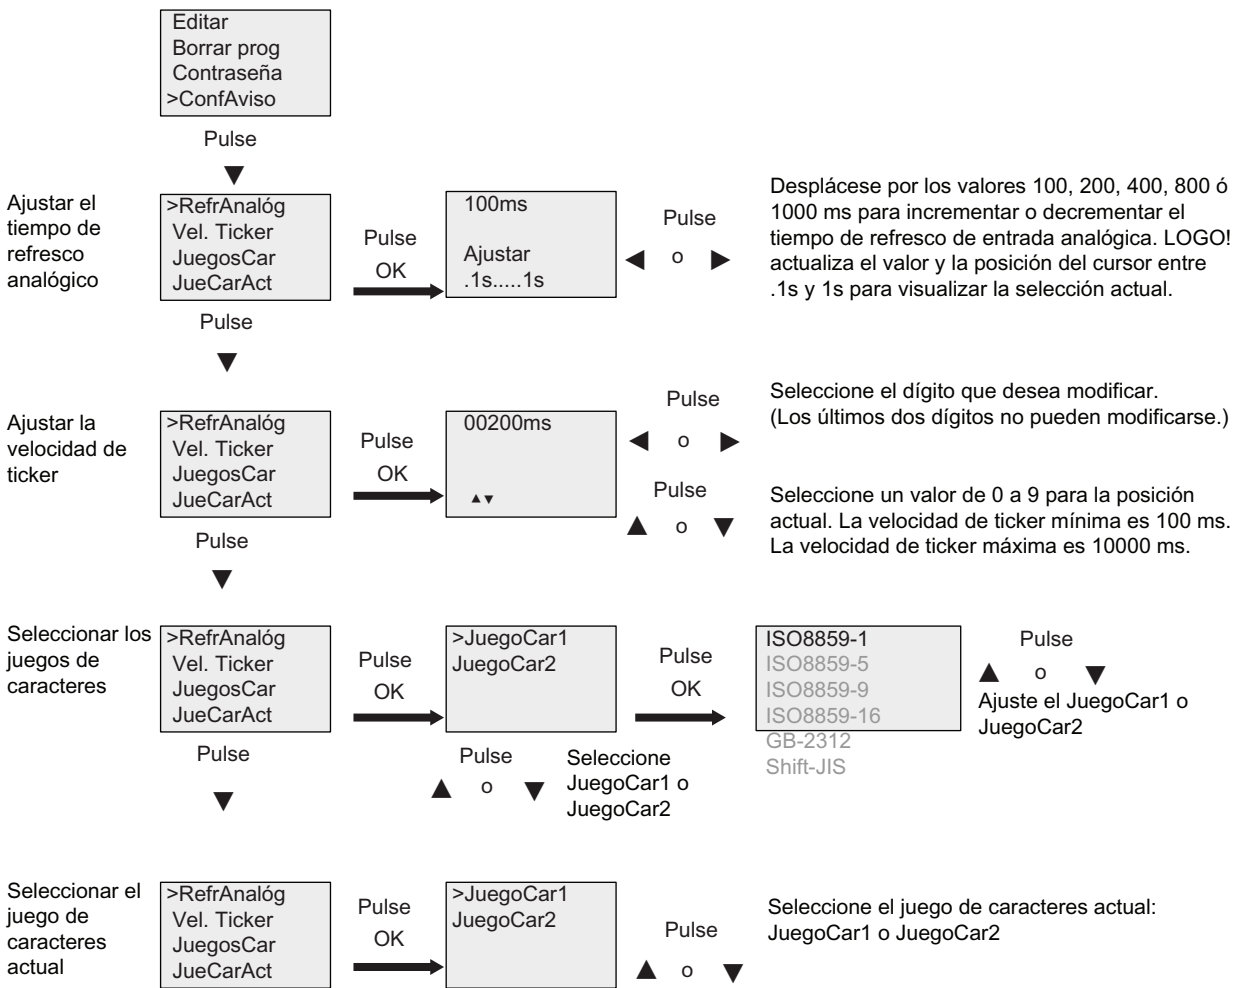 Editar
Borrar prog
Contraseña
>ConfAviso
Pulse
▼
Ajustar el
tiempo de
refresco
analógico
>RefrAnalóg
Vel. Ticker
JuegosCar
JueCarAct
Pulse
OK
100ms
Ajustar
.1s.....1s
Pulse
◀ o ▶
Desplácese por los valores 100, 200, 400, 800 ó
1000 ms para incrementar o decrementar el
tiempo de refresco de entrada analógica. LOGO!
actualiza el valor y la posición del cursor entre
.1s y 1s para visualizar la selección actual.
Pulse
▼
Ajustar la
velocidad de
ticker
>RefrAnalóg
Vel. Ticker
JuegosCar
JueCarAct
Pulse
OK
00200ms
▲▼
Pulse
◀ o ▶
Seleccione el dígito que desea modificar.
(Los últimos dos dígitos no pueden modificarse.)
Pulse
▲ o ▼
Seleccione un valor de 0 a 9 para la posición
actual. La velocidad de ticker mínima es 100 ms.
La velocidad de ticker máxima es 10000 ms.
Pulse
▼
Seleccionar los
juegos de
caracteres
>RefrAnalóg
Vel. Ticker
JuegosCar
JueCarAct
Pulse
OK
>JuegoCar1
JuegoCar2
Pulse
▲ o ▼
Seleccione
JuegoCar1 o
JuegoCar2
Pulse
OK
ISO8859-1
ISO8859-5
ISO8859-9
ISO8859-16
GB-2312
Shift-JIS
Pulse
▲ o ▼
Ajuste el JuegoCar1 o
JuegoCar2
Pulse
▼
Seleccionar el
juego de
caracteres
actual
>RefrAnalóg
Vel. Ticker
JuegosCar
JueCarAct
Pulse
OK
>JuegoCar1
JuegoCar2
Pulse
▲ o ▼
Seleccione el juego de caracteres actual:
JuegoCar1 o JuegoCar2